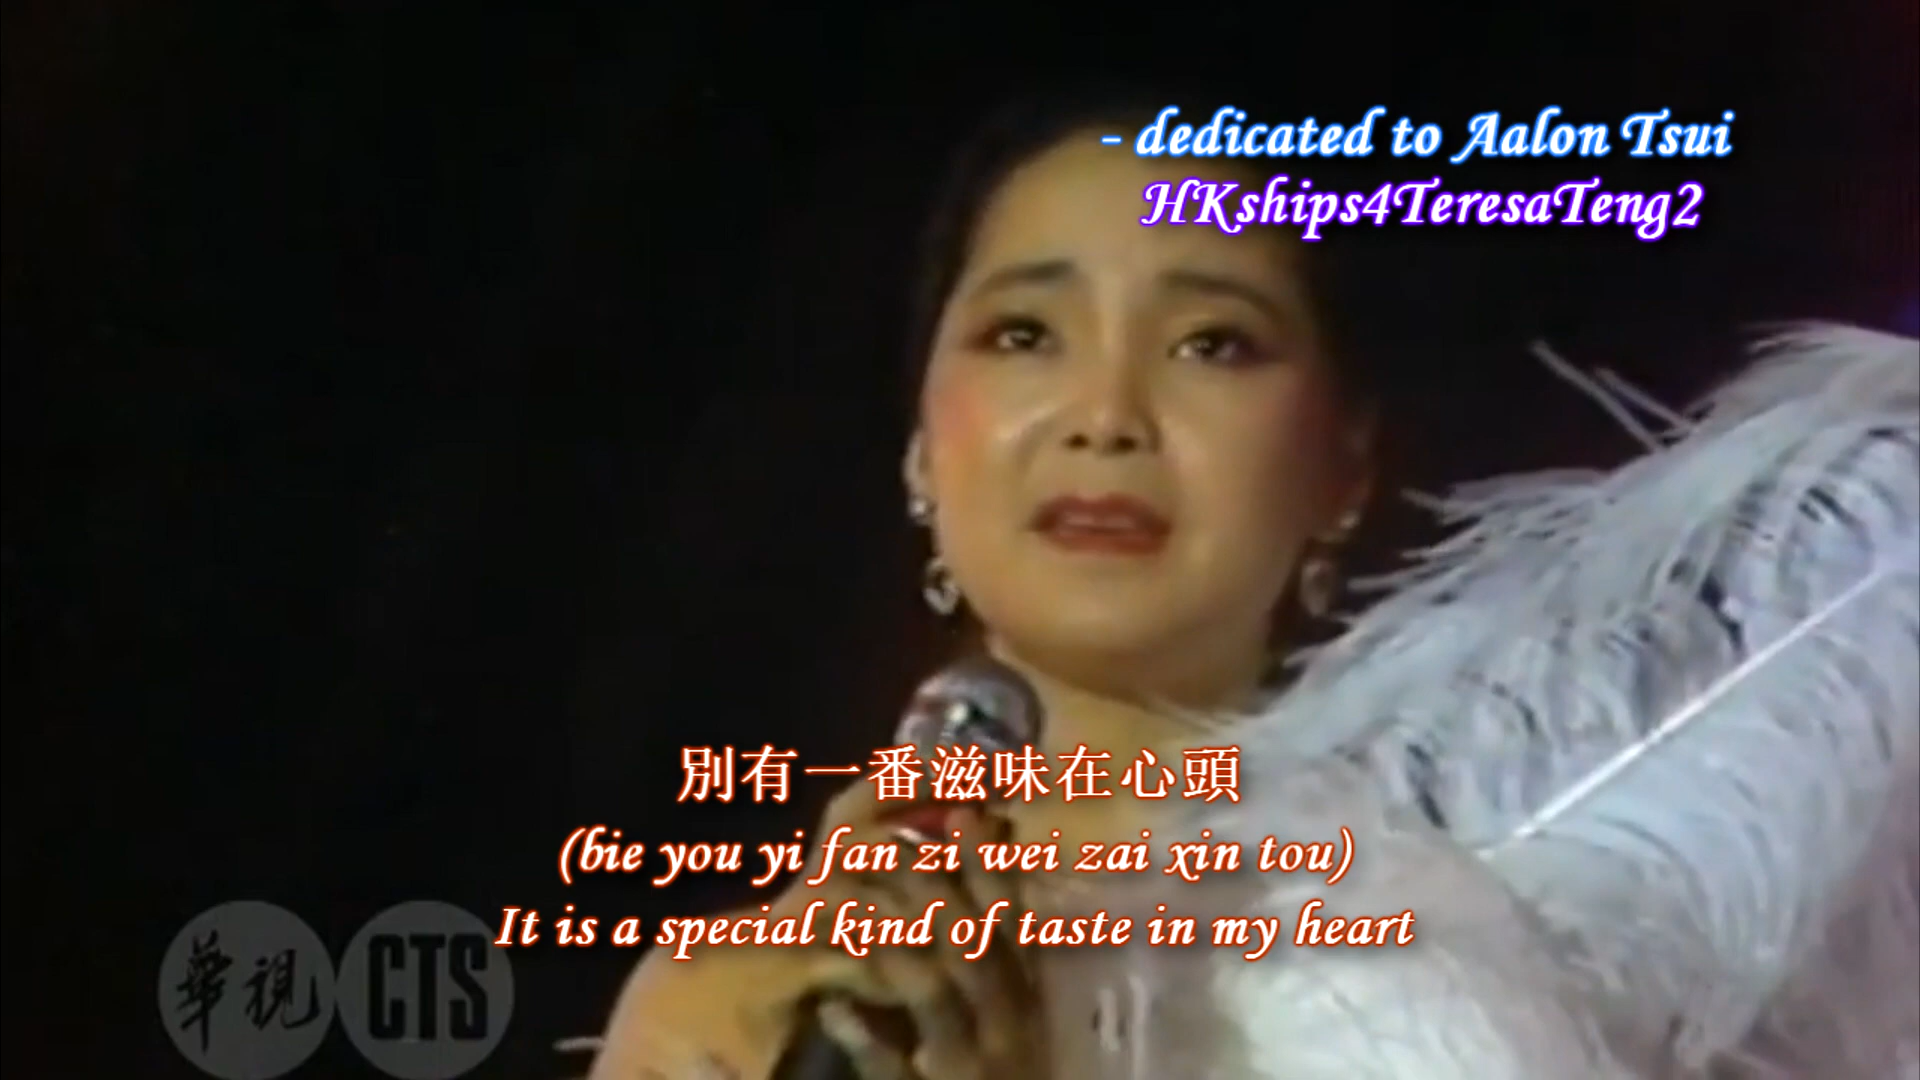 - dedicated to Aalon Tsui
HKships4TeresaTeng2
別有一番滋味在心頭
(bie you yi fan zi wei zai xin tou)
It is a special kind of taste in my heart
華視 CTS